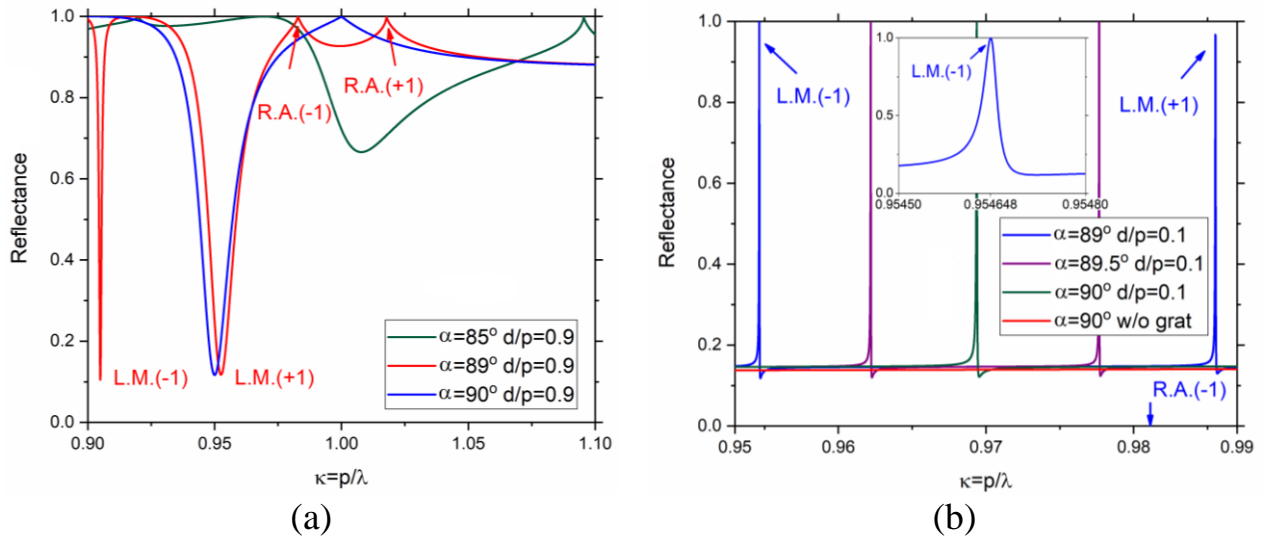 Reflectance
1.0
0.8
0.6
0.4
0.2
0.0
0.90
0.95
1.00
1.05
1.10
κ=p/λ
R.A.(-1)
R.A.(+1)
L.M.(-1)
L.M.(+1)
α=85° d/p=0.9
α=89° d/p=0.9
α=90° d/p=0.9
(a)
Reflectance
1.0
0.8
0.6
0.4
0.2
0.0
0.95
0.96
0.97
0.98
0.99
κ=p/λ
L.M.(-1)
L.M.(+1)
1.0
0.5
0.0
0.95450
0.954648
0.95480
L.M.(-1)
α=89° d/p=0.1
α=89.5° d/p=0.1
α=90° d/p=0.1
α=90° w/o grat
R.A.(-1)
(b)